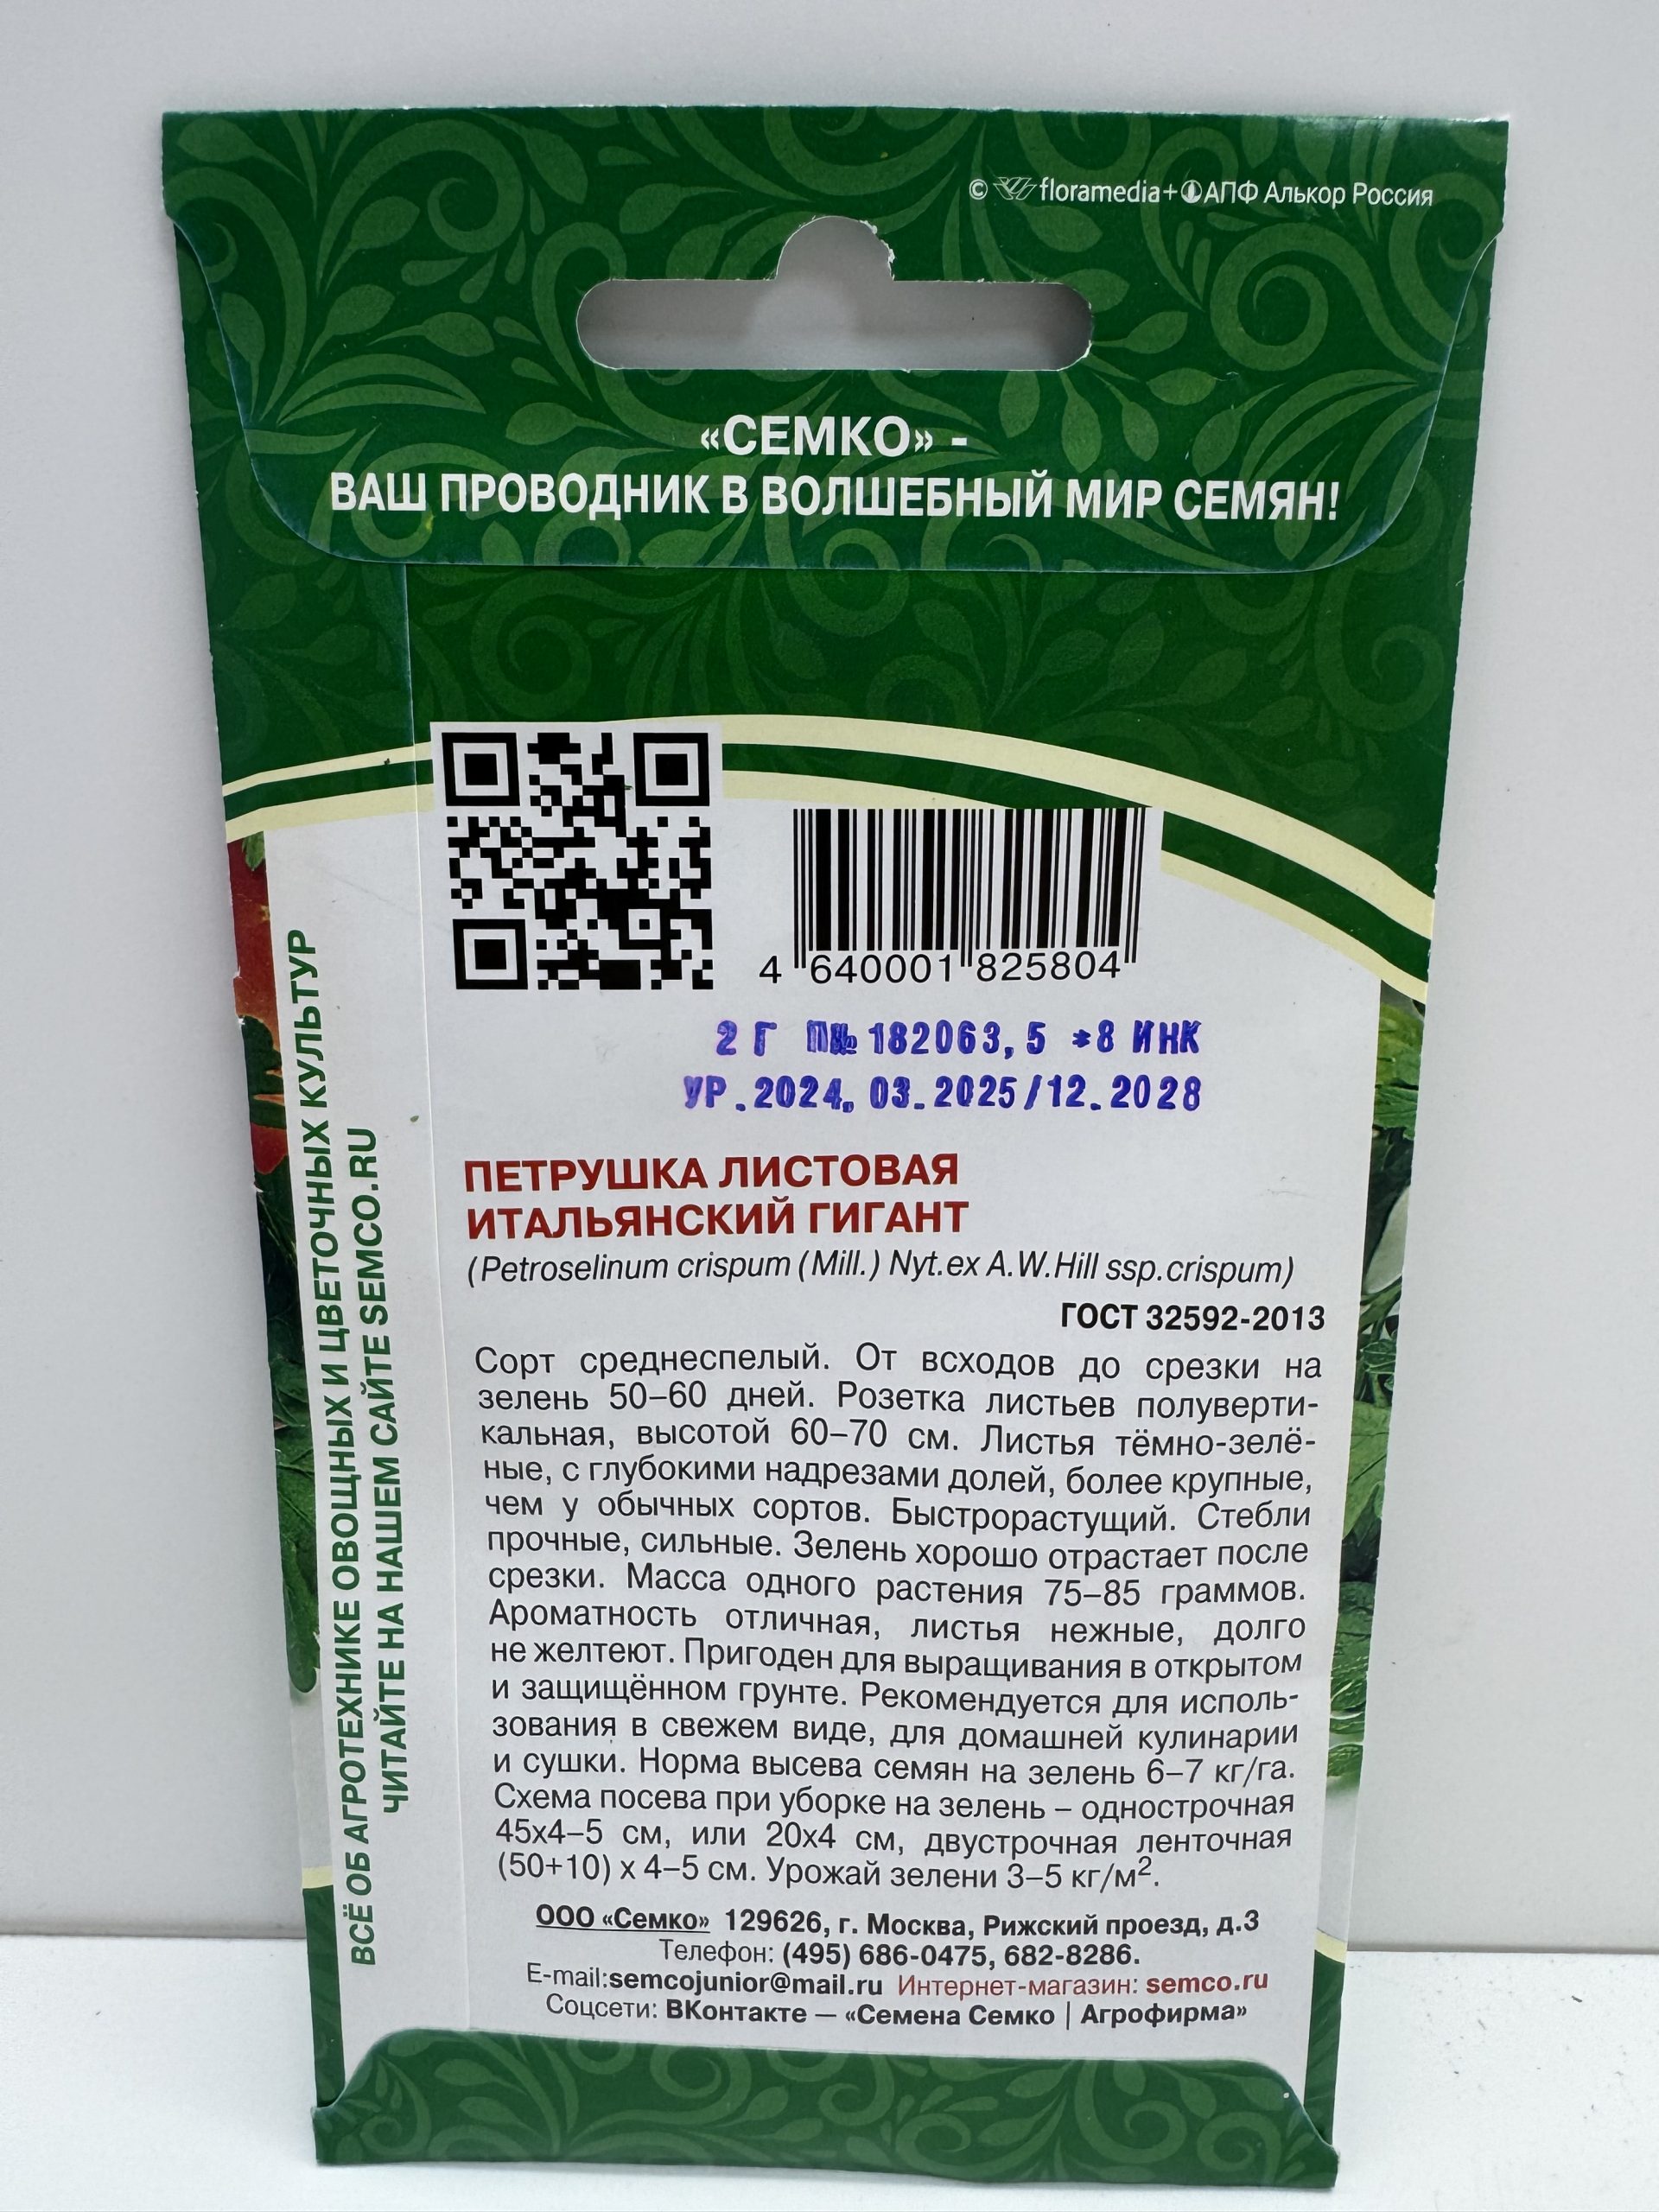 © floramedia+ АПФ Алькор Россия
«СЕМКО» -
ВАШ ПРОВОДНИК В ВОЛШЕБНЫЙ МИР СЕМЯН!
4 640001 825804
2 Г П№ 182063,5 *8 ИНК
УР.2024, 03.2025/12.2028
ПЕТРУШКА ЛИСТОВАЯ
ИТАЛЬЯНСКИЙ ГИГАНТ
(Petroselinum crispum (Mill.) Nyt.ex A.W.Hill ssp.crispum)
ГОСТ 32592-2013
Сорт среднеспелый. От всходов до срезки на
зелень 50–60 дней. Розетка листьев полуверти-
кальная, высотой 60–70 см. Листья тёмно-зелё-
ные, с глубокими надрезами долей, более крупные,
чем у обычных сортов. Быстрорастущий. Стебли
прочные, сильные. Зелень хорошо отрастает после
срезки. Масса одного растения 75–85 граммов.
Ароматность отличная, листья нежные, долго
не желтеют. Пригоден для выращивания в открытом
и защищённом грунте. Рекомендуется для исполь-
зования в свежем виде, для домашней кулинарии
и сушки. Норма высева семян на зелень 6–7 кг/га.
Схема посева при уборке на зелень – однострочная
45х4–5 см, или 20х4 см, двустрочная ленточная
(50+10) х 4–5 см. Урожай зелени 3–5 кг/м².
ООО «Семко» 129626, г. Москва, Рижский проезд, д.3
Телефон: (495) 686-0475, 682-8286.
E-mail:semcojunior@mail.ru Интернет-магазин: semco.ru
Соцсети: ВКонтакте — «Семена Семко | Агрофирма»
ВСЁ ОБ АГРОТЕХНИКЕ ОВОЩНЫХ И ЦВЕТОЧНЫХ КУЛЬТУР
ЧИТАЙТЕ НА НАШЕМ САЙТЕ SEMCO.RU